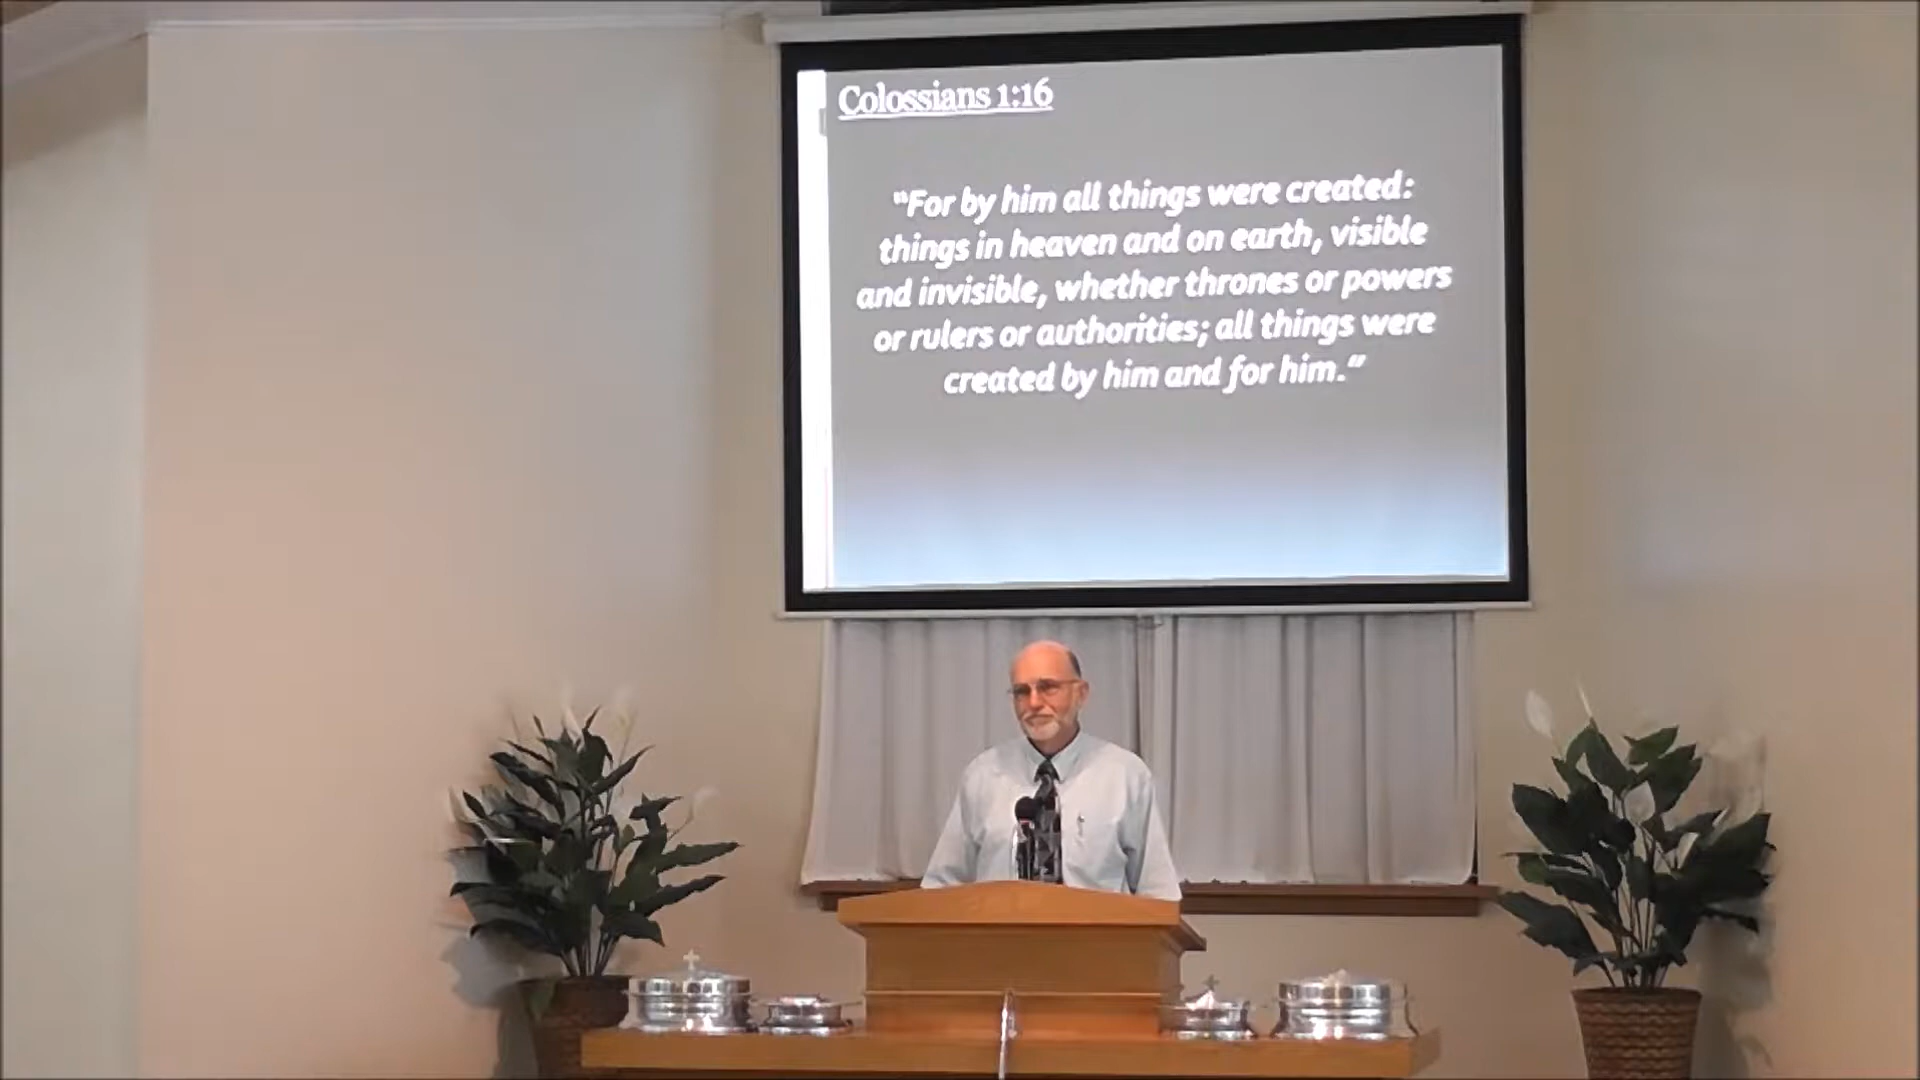 Colossians 1:16
“For by him all things were created:
things in heaven and on earth, visible
and invisible, whether thrones or powers
or rulers or authorities; all things were
created by him and for him.”